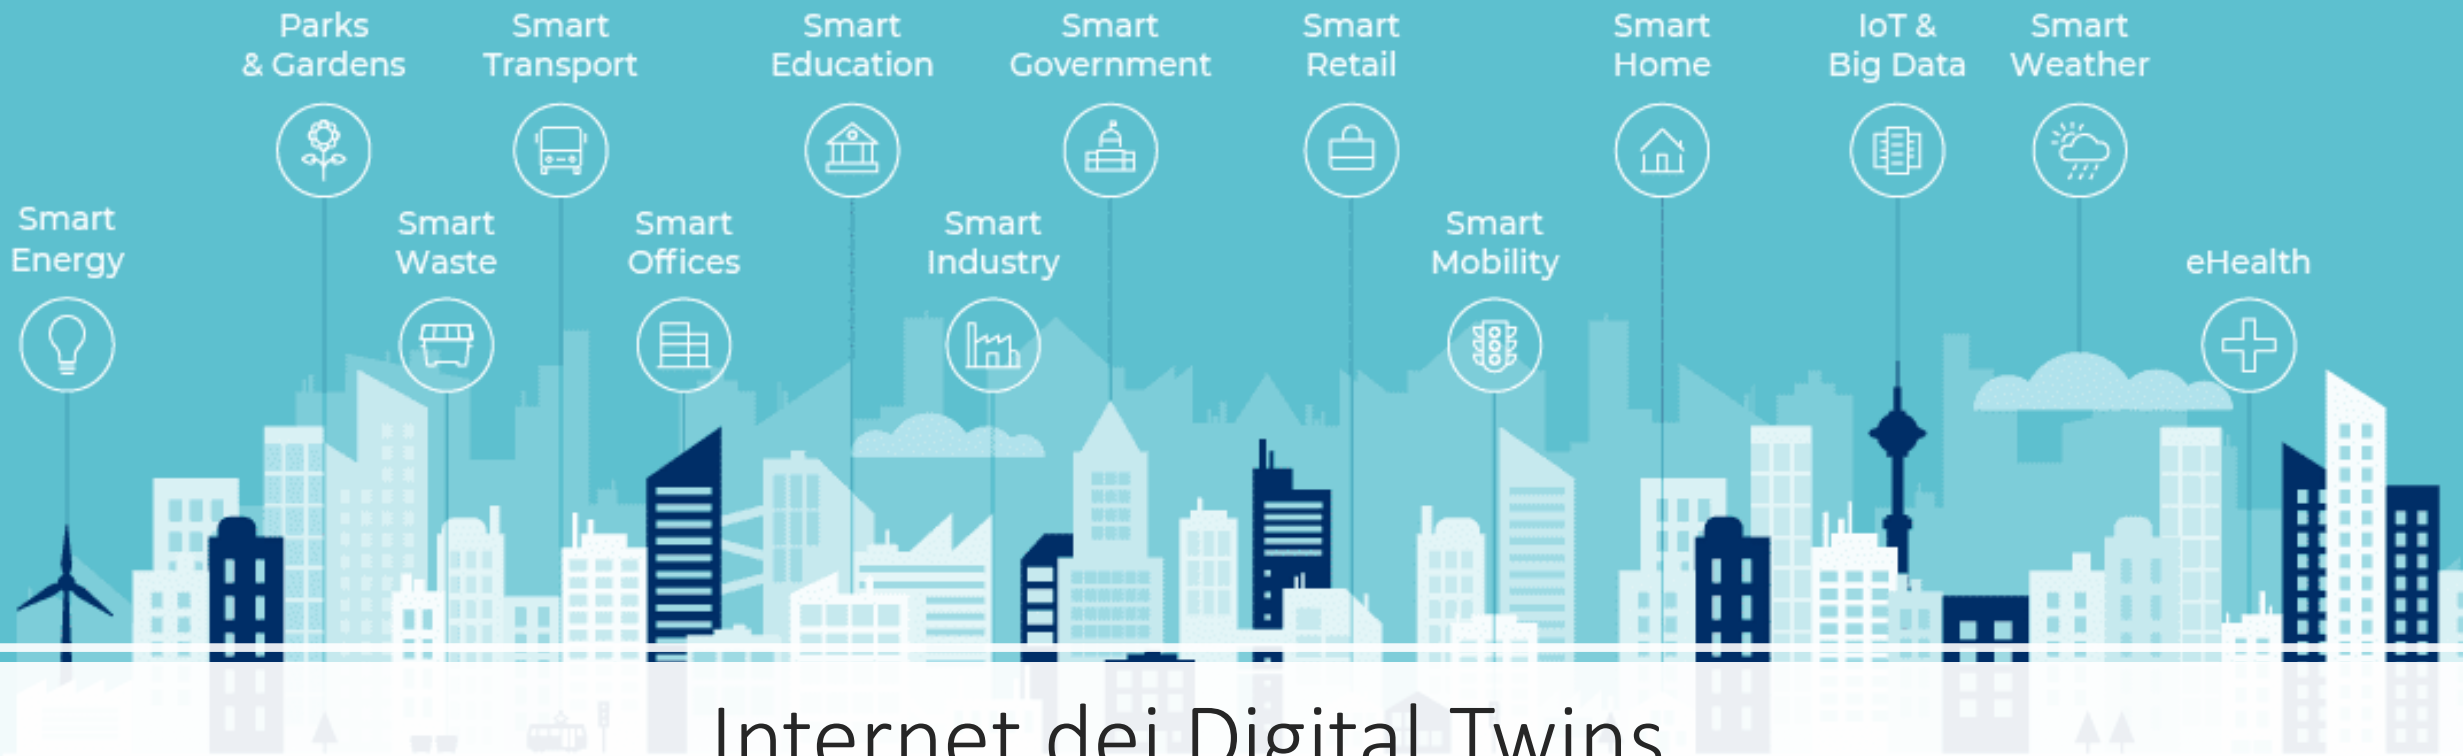 Parks
& Gardens
Smart
Transport
Smart
Education
Smart
Government
Smart
Retail
Smart
Home
IoT &
Big Data
Smart
Weather
Smart
Energy
Smart
Waste
Smart
Offices
Smart
Industry
Smart
Mobility
eHealth
Internet dei Digital Twins